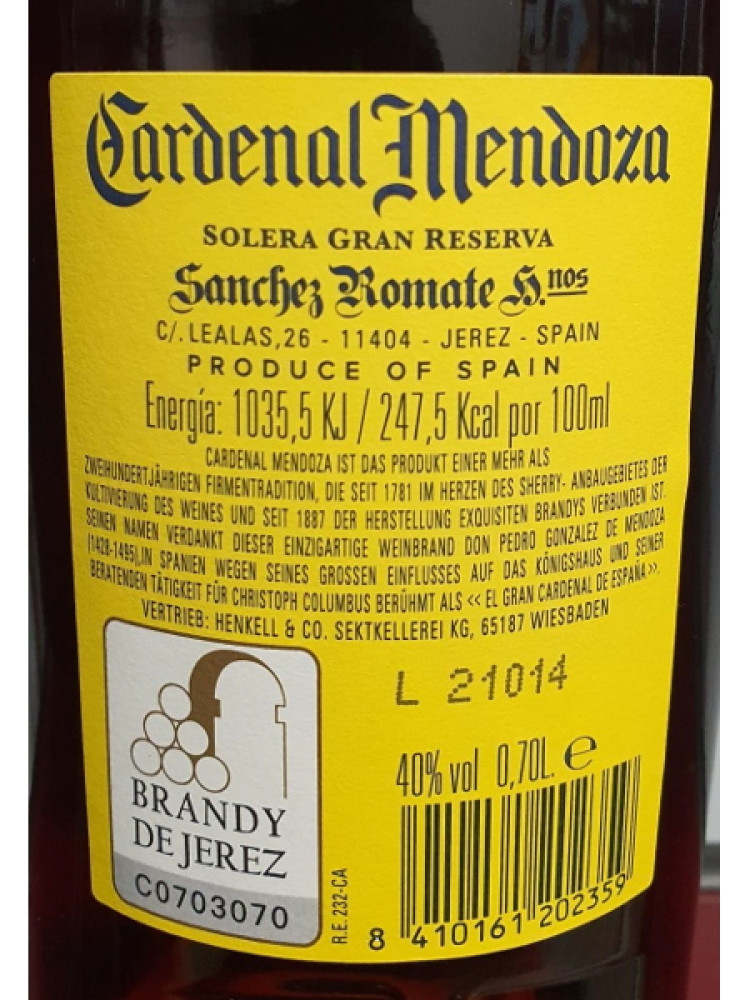 Cardenal Mendoza
SOLERA GRAN RESERVA
Sanchez Romate H.nos
C/. LEALAS,26 - 11404 - JEREZ - SPAIN
PRODUCE OF SPAIN
Energía: 1035,5 KJ / 247,5 Kcal por 100ml
CARDENAL MENDOZA IST DAS PRODUKT EINER MEHR ALS
ZWEIHUNDERTJÄHRIGEN FIRMENTRADITION, DIE SEIT 1781 IM HERZEN DES SHERRY- ANBAUGEBIETES DER
KULTIVIERUNG DES WEINES UND SEIT 1887 DER HERSTELLUNG EXQUISITEN BRANDYS VERBUNDEN IST.
SEINEN NAMEN VERDANKT DIESER EINZIGARTIGE WEINBRAND DON PEDRO GONZALEZ DE MENDOZA
(1428-1495),IN SPANIEN WEGEN SEINES GROSSEN EINFLUSSES AUF DAS KÖNIGSHAUS UND SEINER
BERATENDEN TÄTIGKEIT FÜR CHRISTOPH COLUMBUS BERÜHMT ALS << EL GRAN CARDENAL DE ESPAÑA>>.
VERTRIEB: HENKELL & CO. SEKTKELLEREI KG, 65187 WIESBADEN
L 21014
40% vol 0,70L. e
BRANDY
DE JEREZ
C0703070
R.E. 232-CA
8 410161 202359